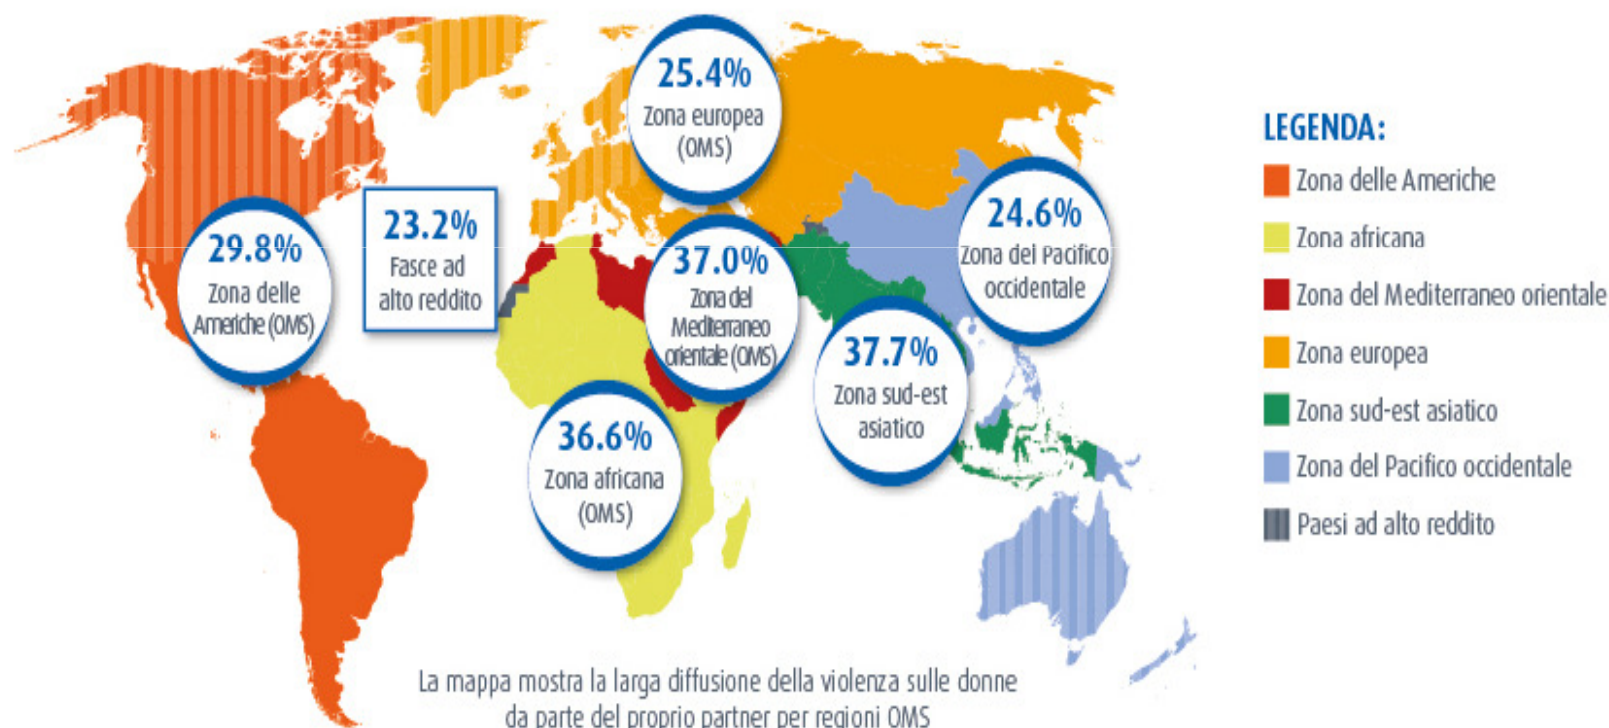 25.4%
Zona europea
(OMS)
29.8%
Zona delle
Americhe (OMS)
23.2%
Fasce ad
alto reddito
37.0%
Zona del
Mediterraneo
orientale (OMS)
24.6%
Zona del Pacifico
occidentale
37.7%
Zona sud-est
asiatico
36.6%
Zona africana
(OMS)
LEGENDA:
Zona delle Americhe
Zona africana
Zona del Mediterraneo orientale
Zona europea
Zona sud-est asiatico
Zona del Pacifico occidentale
Paesi ad alto reddito
La mappa mostra la larga diffusione della violenza sulle donne
da parte del proprio partner per regioni OMS